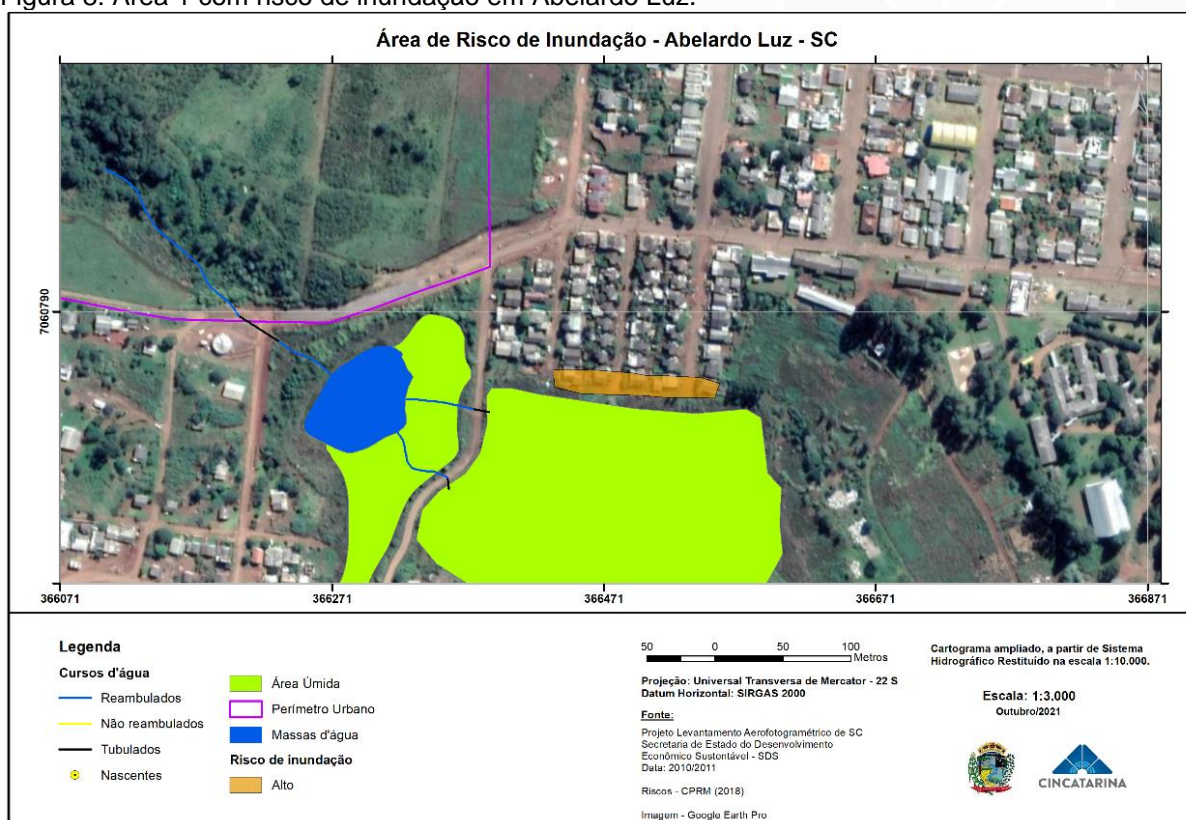 Figura 8: Área 1 com risco de inundação em Abelardo Luz.
Área de Risco de Inundação - Abelardo Luz - SC
N
7060790
366071 366271 366471 366671 366871
Legenda
Cursos d'água
Reambulados
Não reambulados
Tubulados
Nascentes
Área Úmida
Perímetro Urbano
Massas d'água
Risco de inundação
Alto
50 0 50 100
Metros
Projeção: Universal Transversa de Mercator - 22 S
Datum Horizontal: SIRGAS 2000
Fonte:
Projeto Levantamento Aerofotogramétrico de SC
Secretaria de Estado do Desenvolvimento
Econômico Sustentável - SDS
Data: 2010/2011
Riscos - CPRM (2018)
Imagem - Google Earth Pro
Cartograma ampliado, a partir de Sistema
Hidrográfico Restituído na escala 1:10.000.
Escala: 1:3.000
Outubro/2021
CINCATARINA